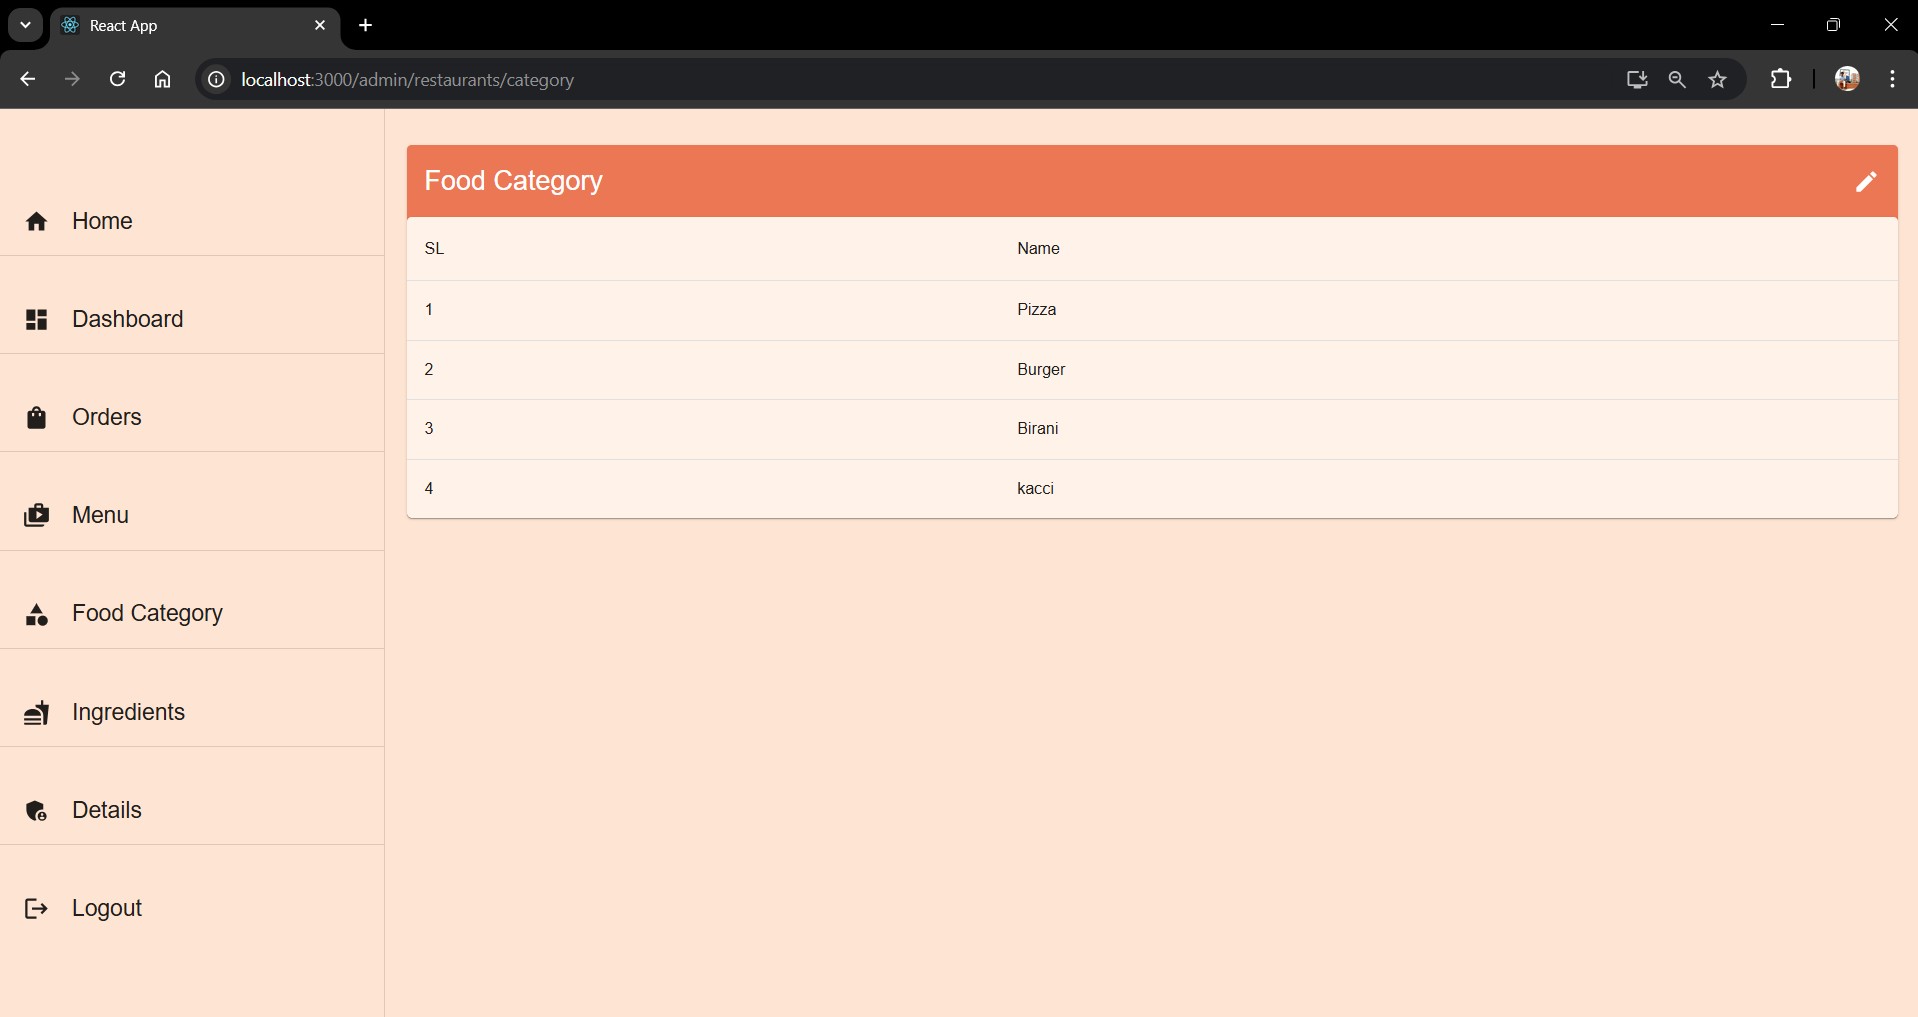 React App
localhost:3000/admin/restaurants/category
Home
Dashboard
Orders
Menu
Food Category
Ingredients
Details
Logout
Food Category
SL Name
1 Pizza
2 Burger
3 Birani
4 kacci